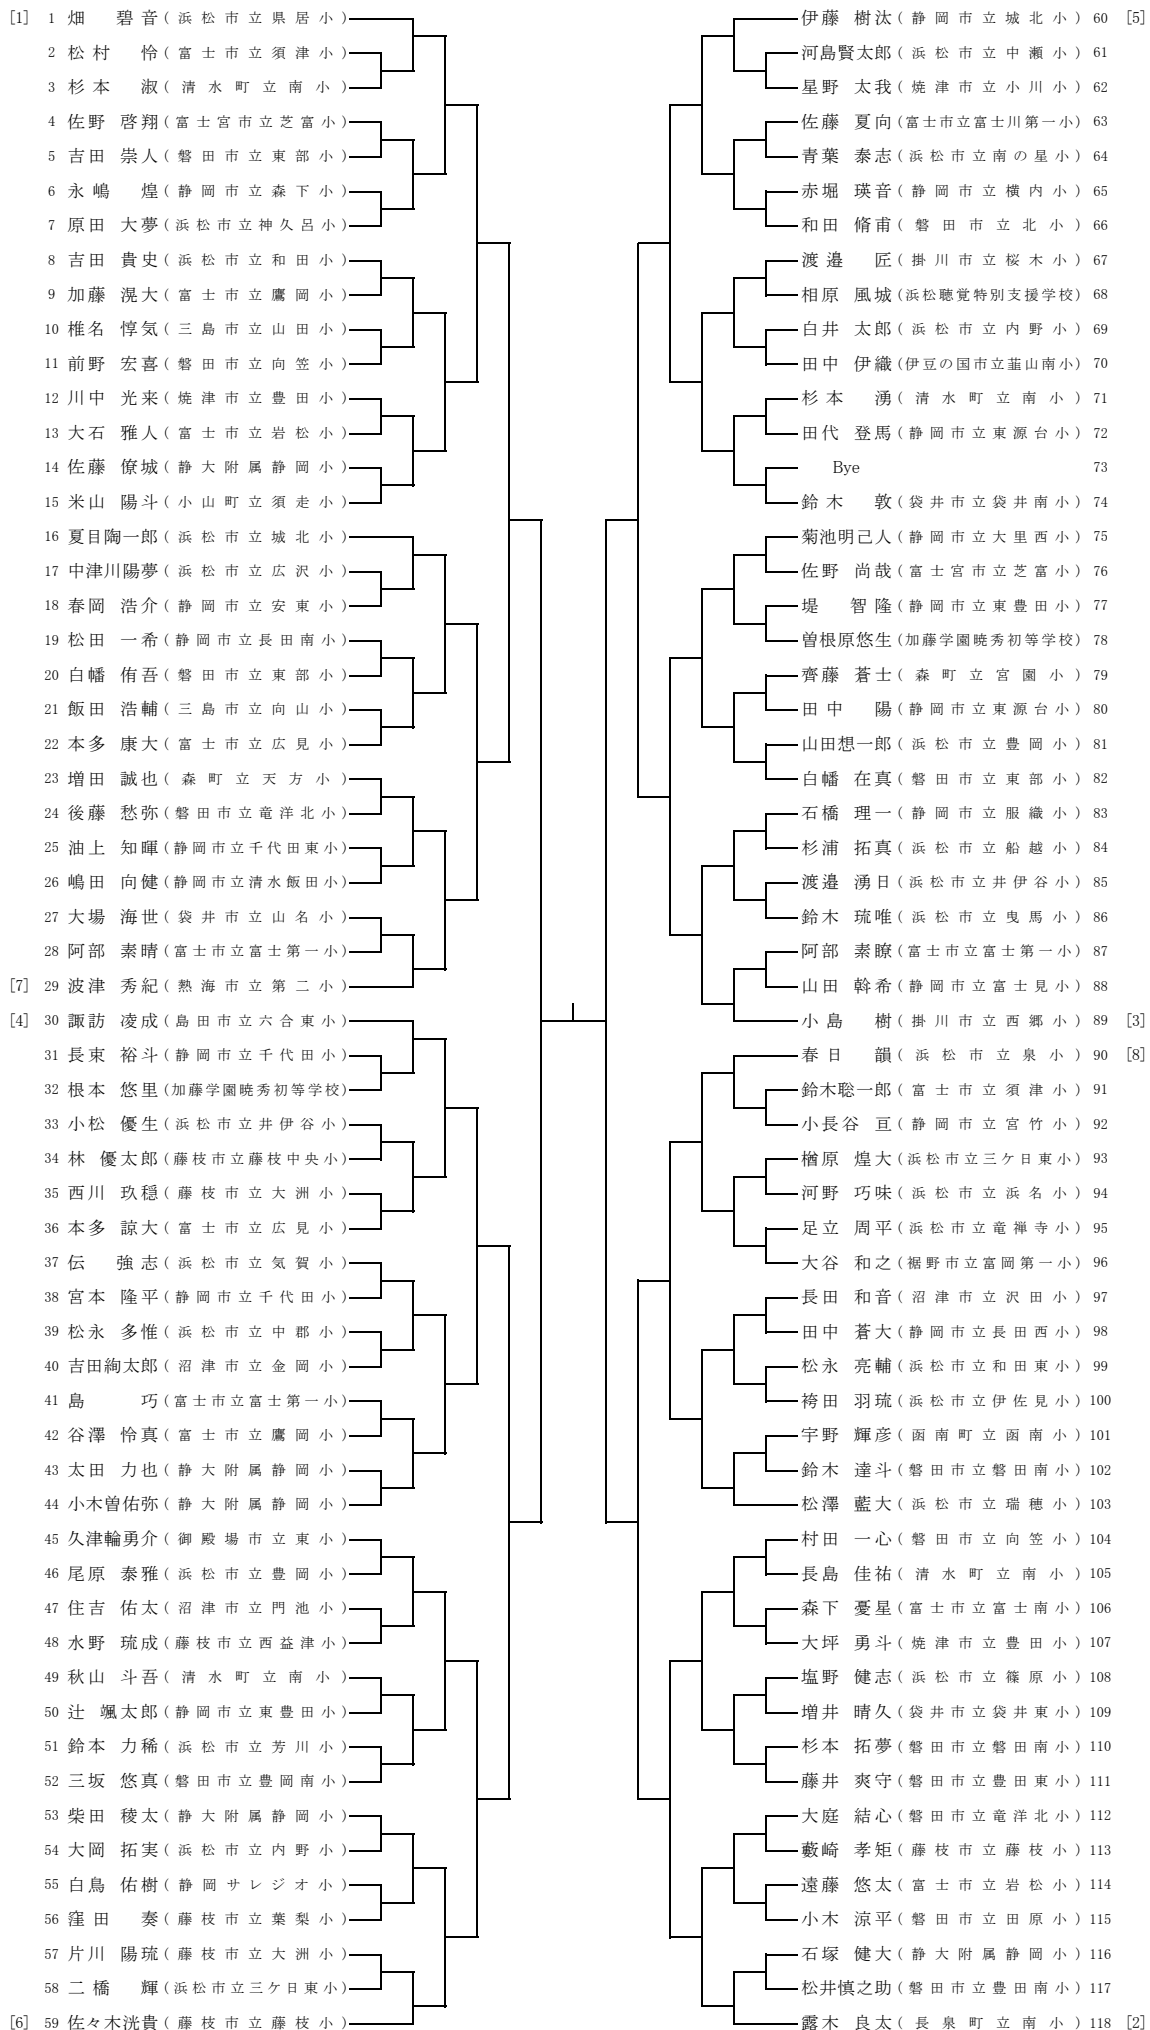 [1] 1 畑 碧音 (浜松市立県居小)
2 松村 怜 (富士市立須津小)
3 杉本 淑 (清水町立南小)
4 佐野 啓翔 (富士宮市立芝富小)
5 吉田 崇人 (磐田市立東部小)
6 永嶋 煌 (静岡市立森下小)
7 原田 大夢 (浜松市立神久呂小)
8 吉田 貴史 (浜松市立和田小)
9 加藤 滉大 (富士市立鷹岡小)
10 椎名 惇気 (三島市立山田小)
11 前野 宏喜 (磐田市立向笠小)
12 川中 光来 (焼津市立豊田小)
13 大石 雅人 (富士市立岩松小)
14 佐藤 僚城 (静大附属静岡小)
15 米山 陽斗 (小山町立須走小)
16 夏目陶一郎 (浜松市立城北小)
17 中津川陽夢 (浜松市立広沢小)
18 春岡 浩介 (静岡市立安東小)
19 松田 一希 (静岡市立長田南小)
20 白幡 侑吾 (磐田市立東部小)
21 飯田 浩輔 (三島市立向山小)
22 本多 康大 (富士市立広見小)
23 増田 誠也 (森町立天方小)
24 後藤 愁弥 (磐田市立竜洋北小)
25 油上 知暉 (静岡市立千代田東小)
26 嶋田 向健 (静岡市立清水飯田小)
27 大場 海世 (袋井市立山名小)
28 阿部 素晴 (富士市立富士第一小)
[7] 29 波津 秀紀 (熱海市立第二小)
[4] 30 諏訪 凌成 (島田市立六合東小)
31 長束 裕斗 (静岡市立千代田小)
32 根本 悠里 (加藤学園暁秀初等学校)
33 小松 優生 (浜松市立井伊谷小)
34 林 優太郎 (藤枝市立藤枝中央小)
35 西川 玖穏 (藤枝市立大洲小)
36 本多 諒大 (富士市立広見小)
37 伝 強志 (浜松市立気賀小)
38 宮本 隆平 (静岡市立千代田小)
39 松永 多惟 (浜松市立中郡小)
40 吉田絢太郎 (沼津市立金岡小)
41 島 巧 (富士市立富士第一小)
42 谷澤 怜真 (富士市立鷹岡小)
43 太田 力也 (静大附属静岡小)
44 小木曽佑弥 (静大附属静岡小)
45 久津輪勇介 (御殿場市立東小)
46 尾原 泰雅 (浜松市立豊岡小)
47 住吉 佑太 (沼津市立門池小)
48 水野 琉成 (藤枝市立西益津小)
49 秋山 斗吾 (清水町立南小)
50 辻 颯太郎 (静岡市立東豊田小)
51 鈴木 力稀 (浜松市立芳川小)
52 三坂 悠真 (磐田市立豊岡南小)
53 柴田 稜太 (静大附属静岡小)
54 大岡 拓実 (浜松市立内野小)
55 白鳥 佑樹 (静岡サレジオ小)
56 窪田 奏 (藤枝市立葉梨小)
57 片川 陽琉 (藤枝市立大洲小)
58 二橋 輝 (浜松市立三ケ日東小)
[6] 59 佐々木洸貴 (藤枝市立藤枝小)
伊藤 樹汰 (静岡市立城北小) 60 [5]
河島賢太郎 (浜松市立中瀬小) 61
星野 太我 (焼津市立小川小) 62
佐藤 夏向 (富士市立富士川第一小) 63
青葉 泰志 (浜松市立南の星小) 64
赤堀 瑛音 (静岡市立横内小) 65
和田 脩甫 (磐田市立北小) 66
渡邉 匠 (掛川市立桜木小) 67
相原 風城 (浜松聴覚特別支援学校) 68
白井 太郎 (浜松市立内野小) 69
田中 伊織 (伊豆の国市立韮山南小) 70
杉本 湧 (清水町立南小) 71
田代 登馬 (静岡市立東源台小) 72
Bye 73
鈴木 敦 (袋井市立袋井南小) 74
菊池明己人 (静岡市立大里西小) 75
佐野 尚哉 (富士宮市立芝富小) 76
堤 智隆 (静岡市立東豊田小) 77
曽根原悠生 (加藤学園暁秀初等学校) 78
齊藤 蒼士 (森町立宮園小) 79
田中 陽 (静岡市立東源台小) 80
山田想一郎 (浜松市立豊岡小) 81
白幡 在真 (磐田市立東部小) 82
石橋 理一 (静岡市立服織小) 83
杉浦 拓真 (浜松市立船越小) 84
渡邉 湧日 (浜松市立井伊谷小) 85
鈴木 琉唯 (浜松市立曳馬小) 86
阿部 素瞭 (富士市立富士第一小) 87
山田 幹希 (静岡市立富士見小) 88
小島 樹 (掛川市立西郷小) 89 [3]
春日 韻 (浜松市立泉小) 90 [8]
鈴木聡一郎 (富士市立須津小) 91
小長谷 亘 (静岡市立宮竹小) 92
楢原 煌大 (浜松市立三ケ日東小) 93
河野 巧味 (浜松市立浜名小) 94
足立 周平 (浜松市立竜禅寺小) 95
大谷 和之 (裾野市立富岡第一小) 96
長田 和音 (沼津市立沢田小) 97
田中 蒼大 (静岡市立長田西小) 98
松永 亮輔 (浜松市立和田東小) 99
袴田 羽琉 (浜松市立伊佐見小) 100
宇野 輝彦 (函南町立函南小) 101
鈴木 達斗 (磐田市立磐田南小) 102
松澤 藍大 (浜松市立瑞穂小) 103
村田 一心 (磐田市立向笠小) 104
長島 佳祐 (清水町立南小) 105
森下 憂星 (富士市立富士南小) 106
大坪 勇斗 (焼津市立豊田小) 107
塩野 健志 (浜松市立篠原小) 108
増井 晴久 (袋井市立袋井東小) 109
杉本 拓夢 (磐田市立磐田南小) 110
藤井 爽守 (磐田市立豊田東小) 111
大庭 結心 (磐田市立竜洋北小) 112
藪崎 孝矩 (藤枝市立藤枝小) 113
遠藤 悠太 (富士市立岩松小) 114
小木 涼平 (磐田市立田原小) 115
石塚 健大 (静大附属静岡小) 116
松井慎之助 (磐田市立豊田南小) 117
露木 良太 (長泉町立南小) 118 [2]